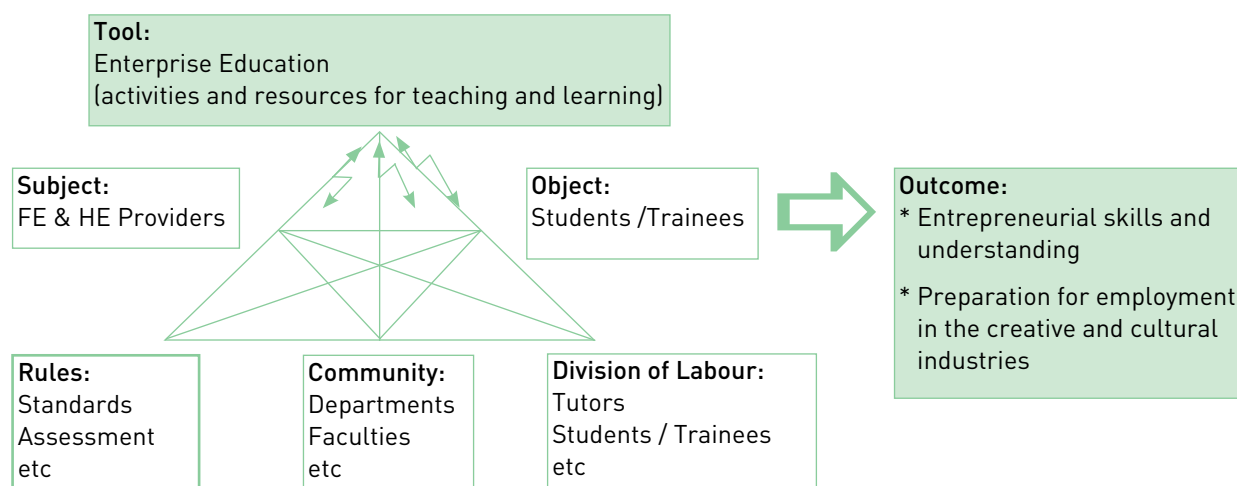 Tool:
Enterprise Education
(activities and resources for teaching and learning)
Subject:
FE & HE Providers
Object:
Students /Trainees
Outcome:
* Entrepreneurial skills and
understanding
* Preparation for employment
in the creative and cultural
industries
Rules:
Standards
Assessment
etc
Community:
Departments
Faculties
etc
Division of Labour:
Tutors
Students / Trainees
etc